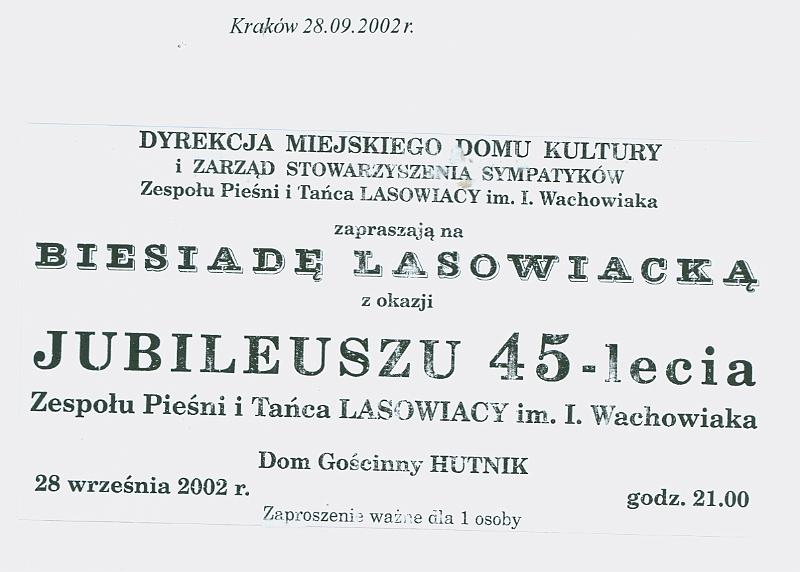 Kraków 28.09.2002 r.
DYREKCJA MIEJSKIEGO DOMU KULTURY
i ZARZĄD STOWARZYSZENIA SYMPATYKÓW
Zespołu Pieśni i Tańca LASOWIACY im. I. Wachowiaka
zapraszają na
BIESIADĘ LASOWIACKĄ
z okazji
JUBILEUSZU 45-lecia
Zespołu Pieśni i Tańca LASOWIACY im. I. Wachowiaka
Dom Gościnny HUTNIK
28 września 2002 r.
godz. 21.00
Zaproszenie ważne dla 1 osoby